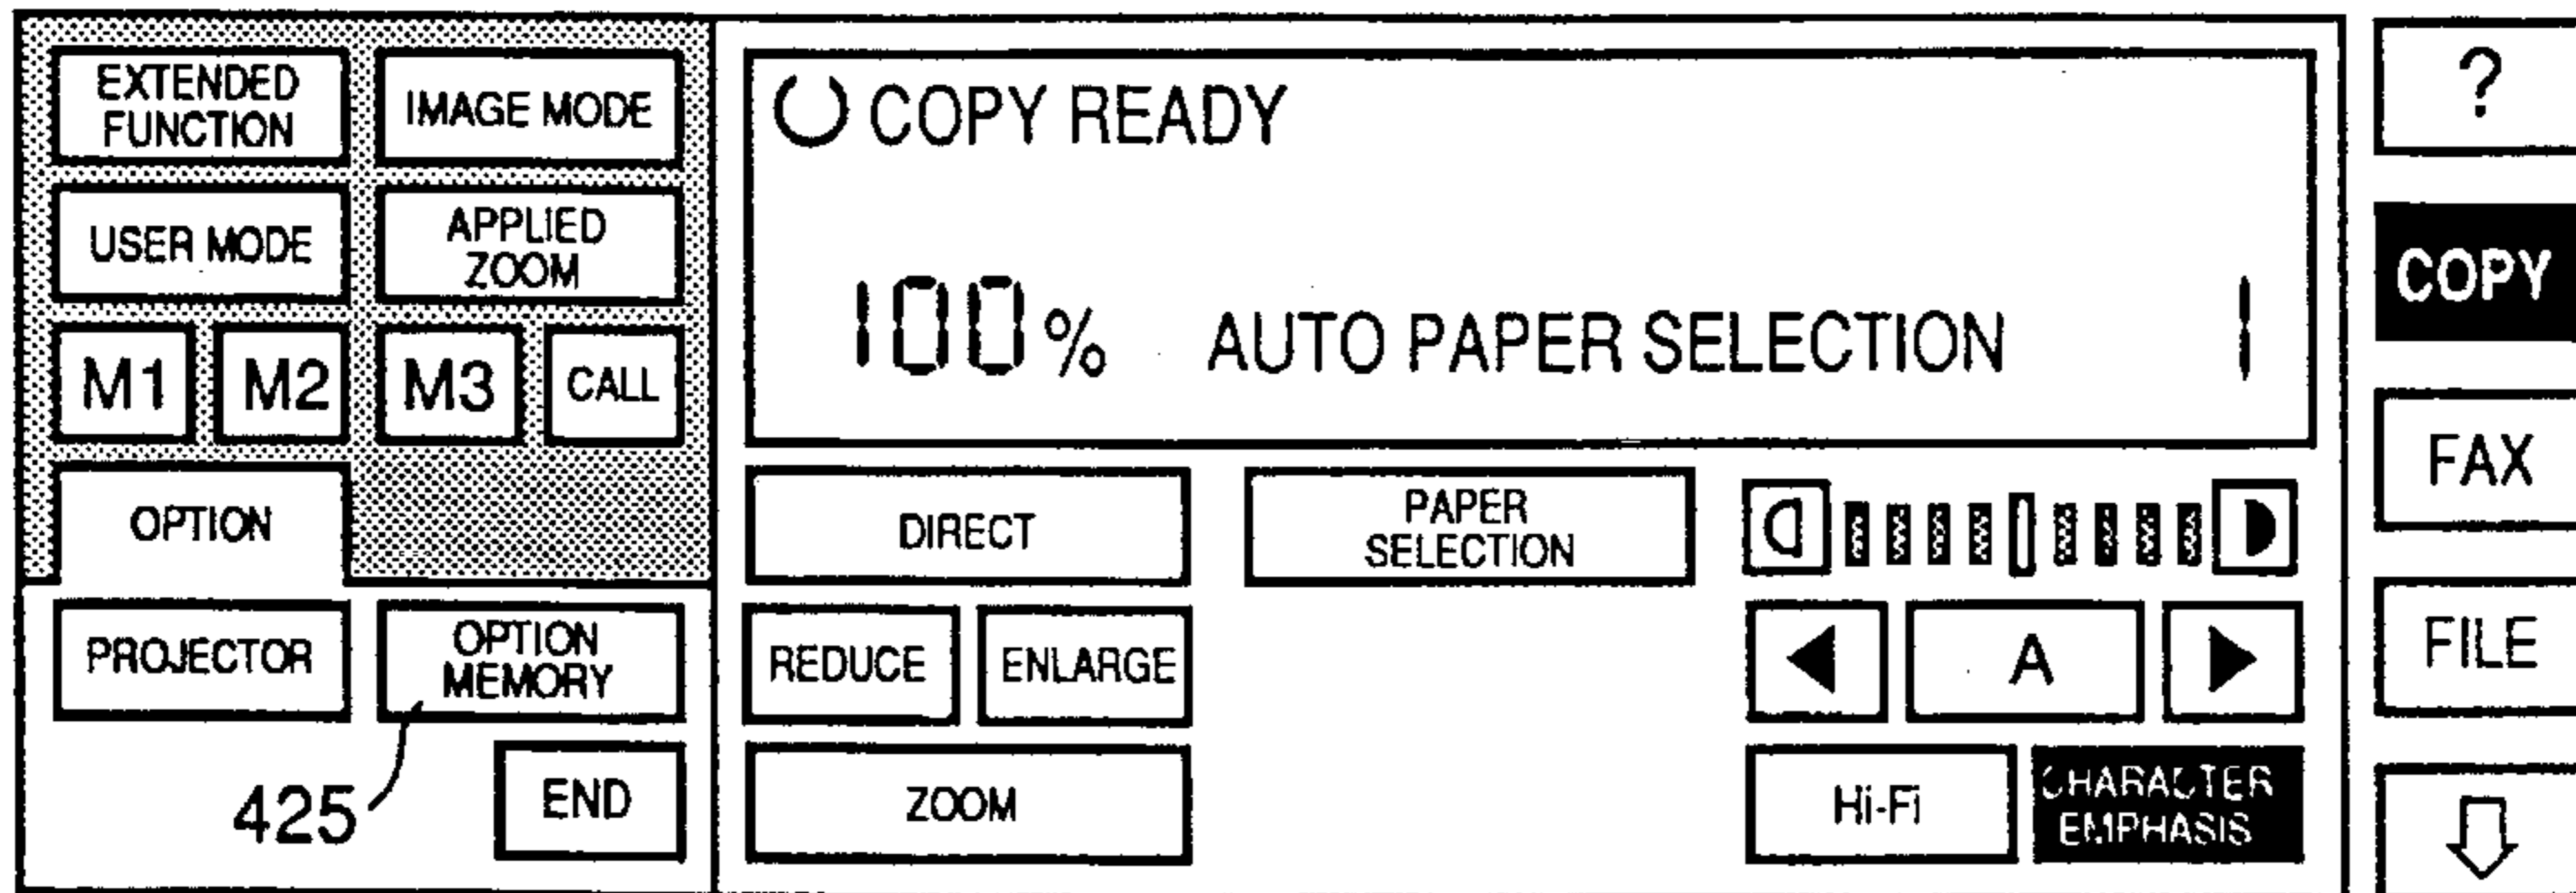 EXTENDED
FUNCTION
IMAGE MODE
USER MODE
APPLIED
ZOOM
M1
M2
M3
CALL
OPTION
PROJECTOR
OPTION
MEMORY
425
END
COPY READY
100%
AUTO PAPER SELECTION
1
DIRECT
PAPER
SELECTION
REDUCE
ENLARGE
A
ZOOM
Hi-Fi
CHARACTER
EMPHASIS
?
COPY
FAX
FILE